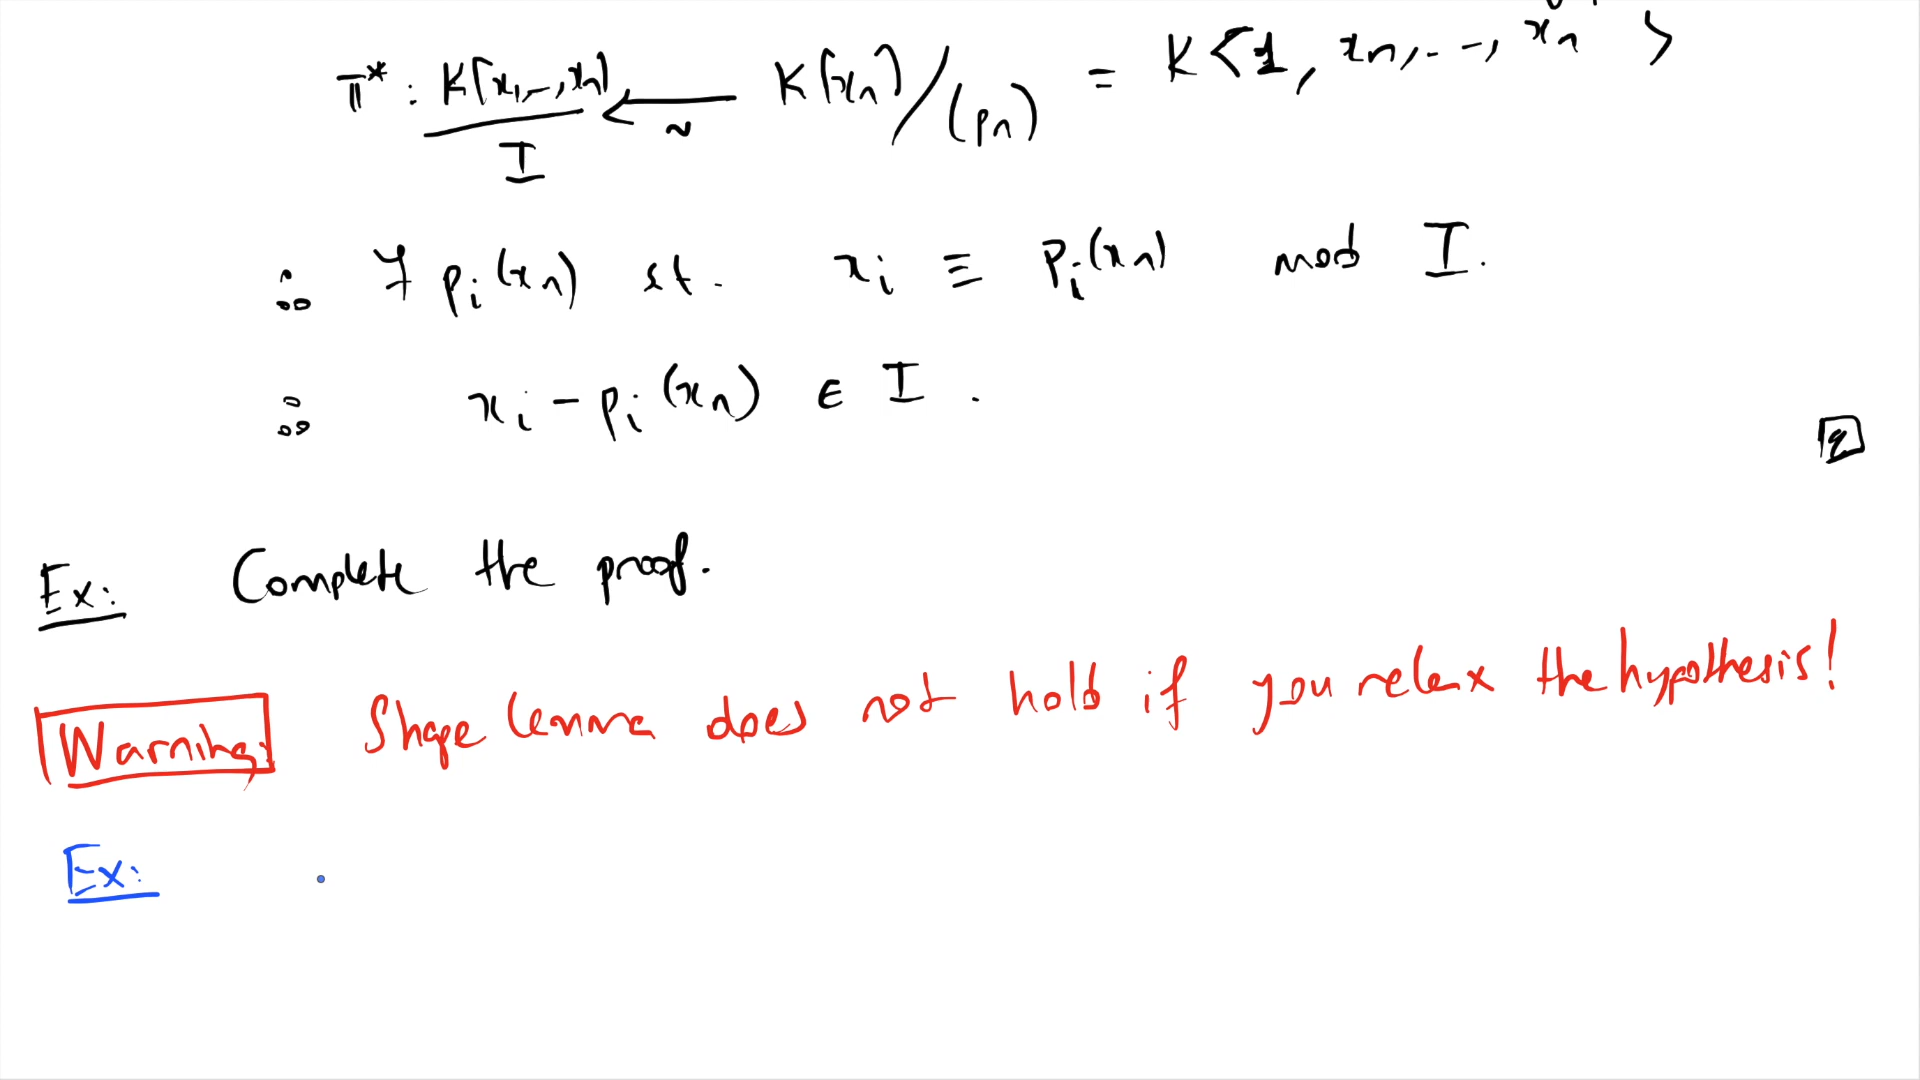 π* : K[x₁,–,xₙ] / I ←∼ K[xₙ]/(pₙ) = K<1, xₙ,..-, xₙ >
∴ ∃ pᵢ(xₙ) st. xᵢ ≡ Pᵢ(xₙ) mod I.
∴ xᵢ - pᵢ(xₙ) ∈ I.
Ex: Complete the proof.
Warning: Shape lemma does not hold if you relax the hypothesis!
Ex: